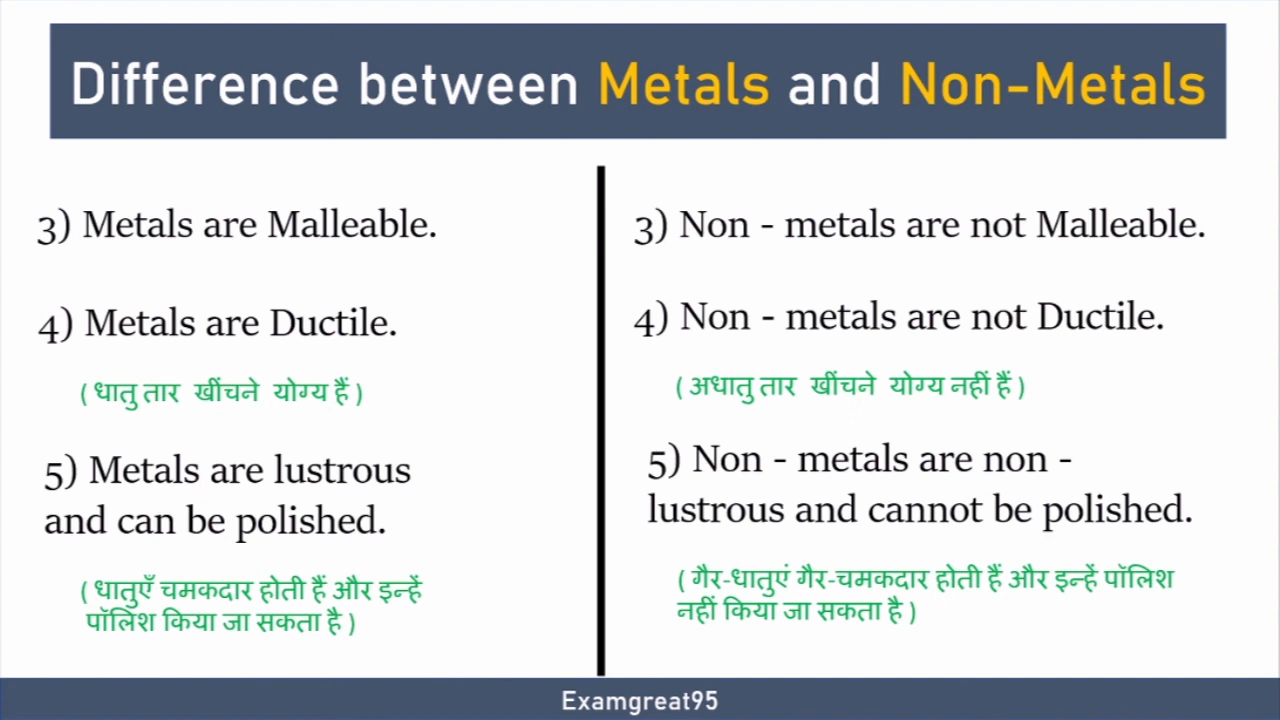 Difference between Metals and Non-Metals
3) Metals are Malleable.
4) Metals are Ductile.
( धातु तार खींचने योग्य हैं )
5) Metals are lustrous
and can be polished.
( धातुएँ चमकदार होती हैं और इन्हें
पॉलिश किया जा सकता है )
3) Non - metals are not Malleable.
4) Non - metals are not Ductile.
( अधातु तार खींचने योग्य नहीं हैं )
5) Non - metals are non -
lustrous and cannot be polished.
( गैर-धातुएं गैर-चमकदार होती हैं और इन्हें पॉलिश
नहीं किया जा सकता है )
Examgreat95